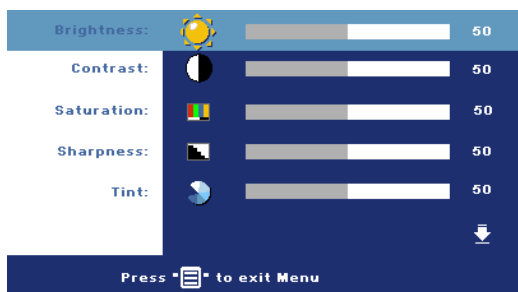 Brightness: 50
Contrast: 50
Saturation: 50
Sharpness: 50
Tint: 50
Press "" to exit Menu